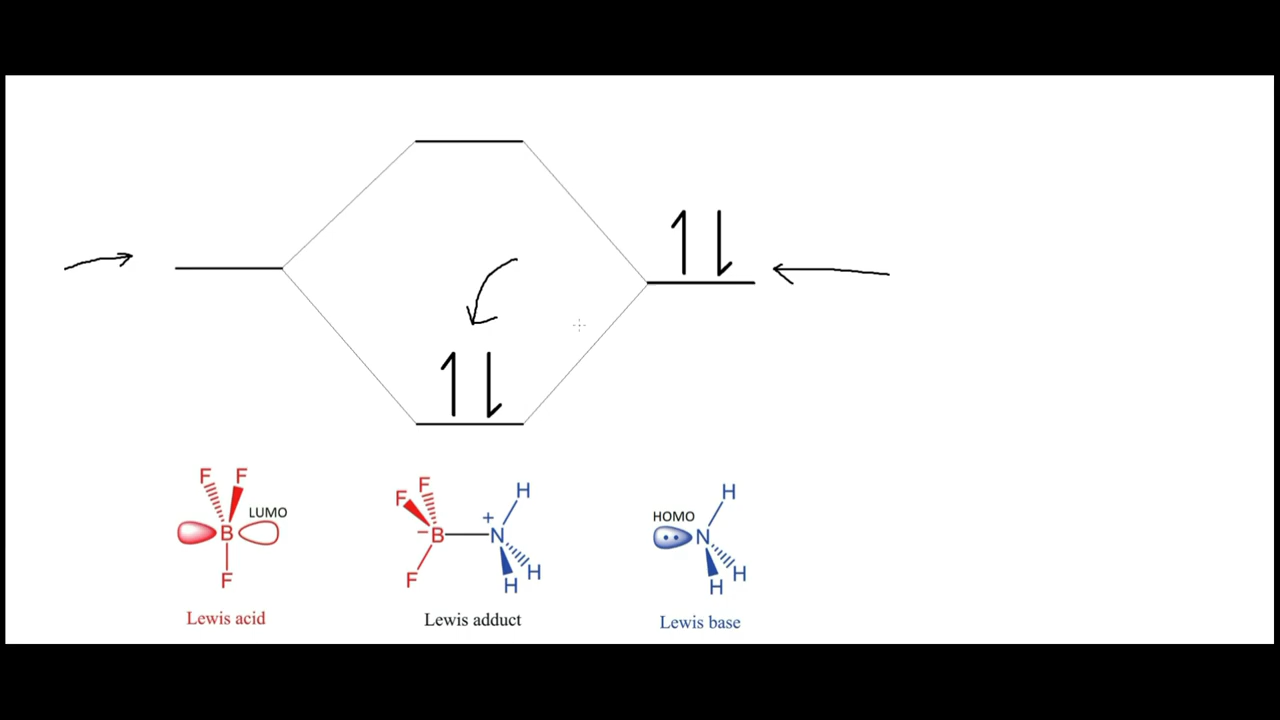 F F
LUMO
B
F
Lewis acid
F
F
H
− B N +
F
H
H
Lewis adduct
H
HOMO
N
H
H
Lewis base